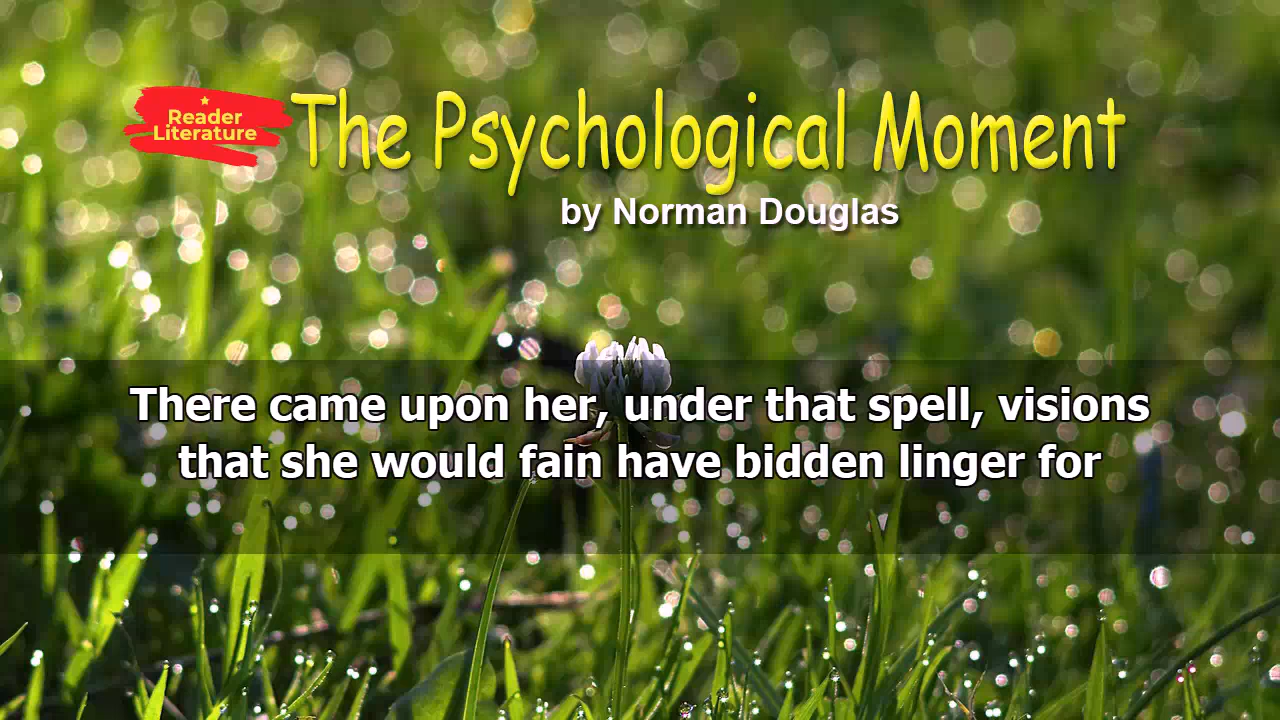 Reader
Literature
The Psychological Moment
by Norman Douglas
There came upon her, under that spell, visions
that she would fain have bidden linger for